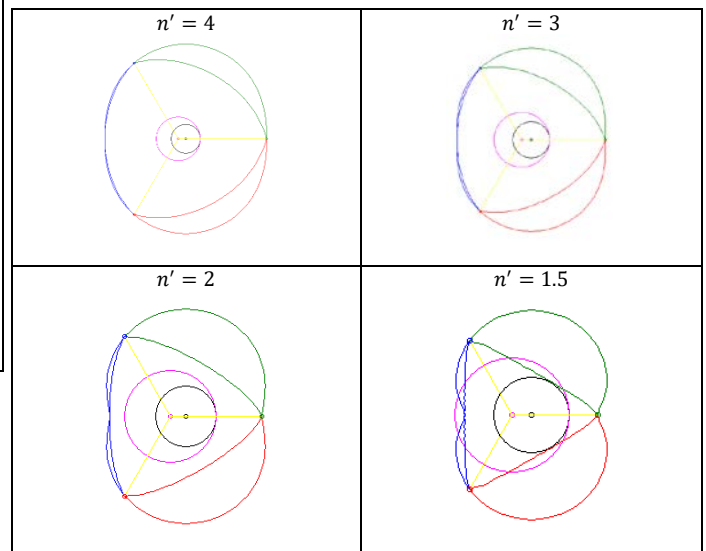 n′ = 4
n′ = 3
n′ = 2
n′ = 1.5